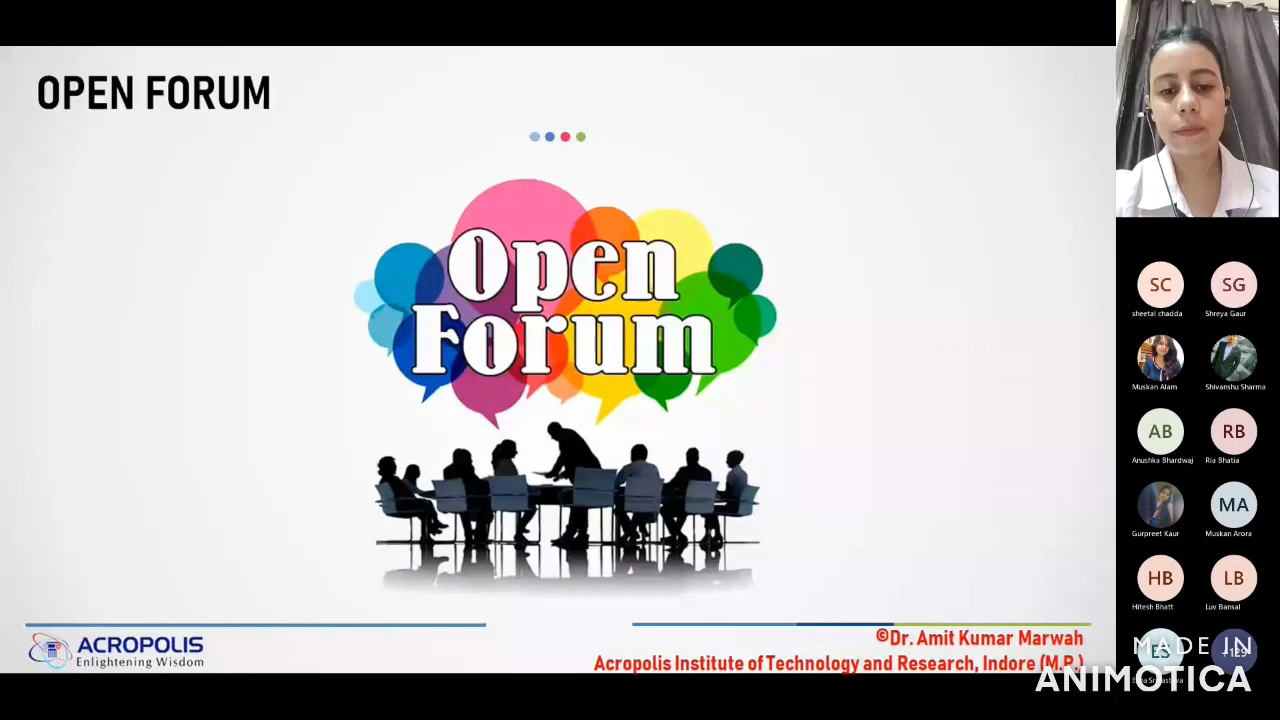 OPEN FORUM
Open
Forum
ACROPOLIS
Enlightening Wisdom
©Dr. Amit Kumar Marwah
Acropolis Institute of Technology and Research, Indore (M.P.)
SC
SG
sheetal chadda
Shreya Gaur
Muskan Alam
Shivanshu Sharma
AB
RB
Anushka Bhardwaj
Ria Bhatia
MA
Gurpreet Kaur
Muskan Arora
HB
LB
Hitesh Bhatt
Luv Bansal
ES
+129
MADE IN
ANIMOTICA